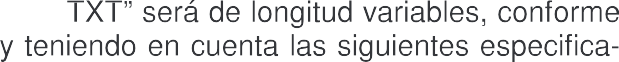 TXT” será de longitud variables, conforme
y teniendo en cuenta las siguientes especifica-